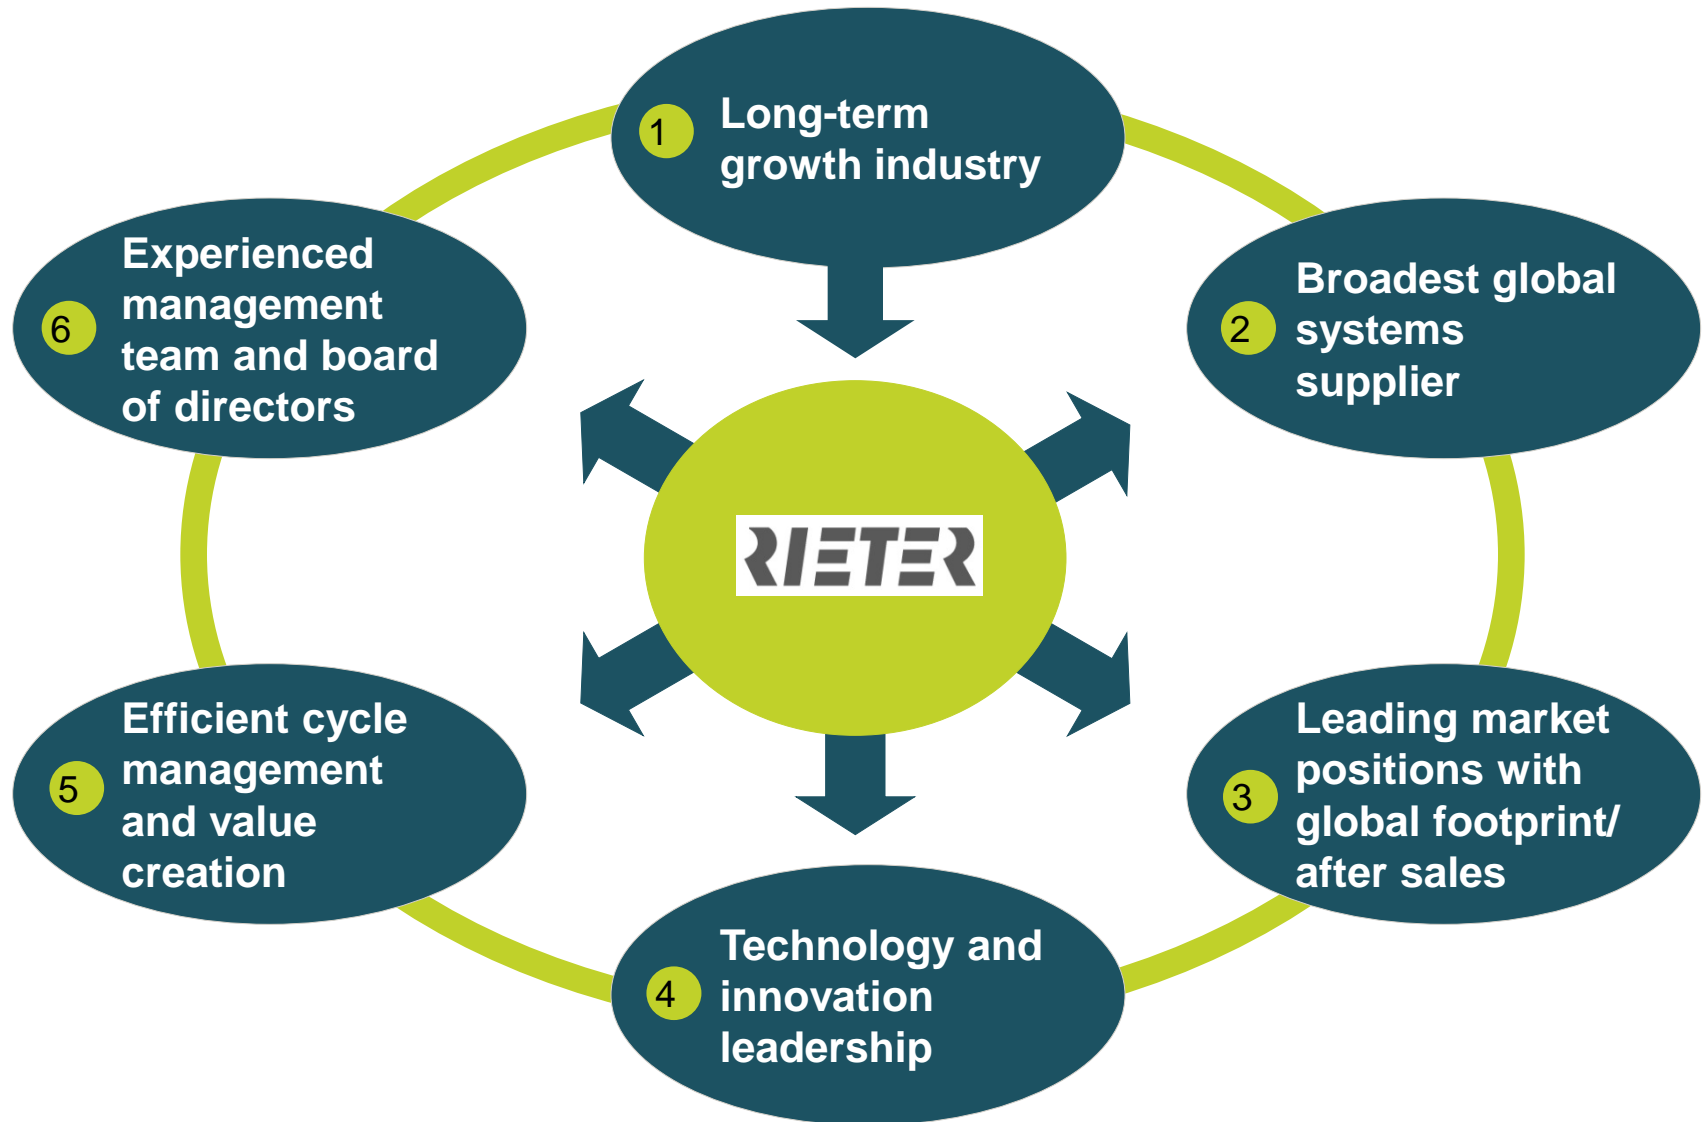 1
Long-term
growth industry
2
Broadest global
systems
supplier
3
Leading market
positions with
global footprint/
after sales
4
Technology and
innovation
leadership
5
Efficient cycle
management
and value
creation
6
Experienced
management
team and board
of directors
RIETER